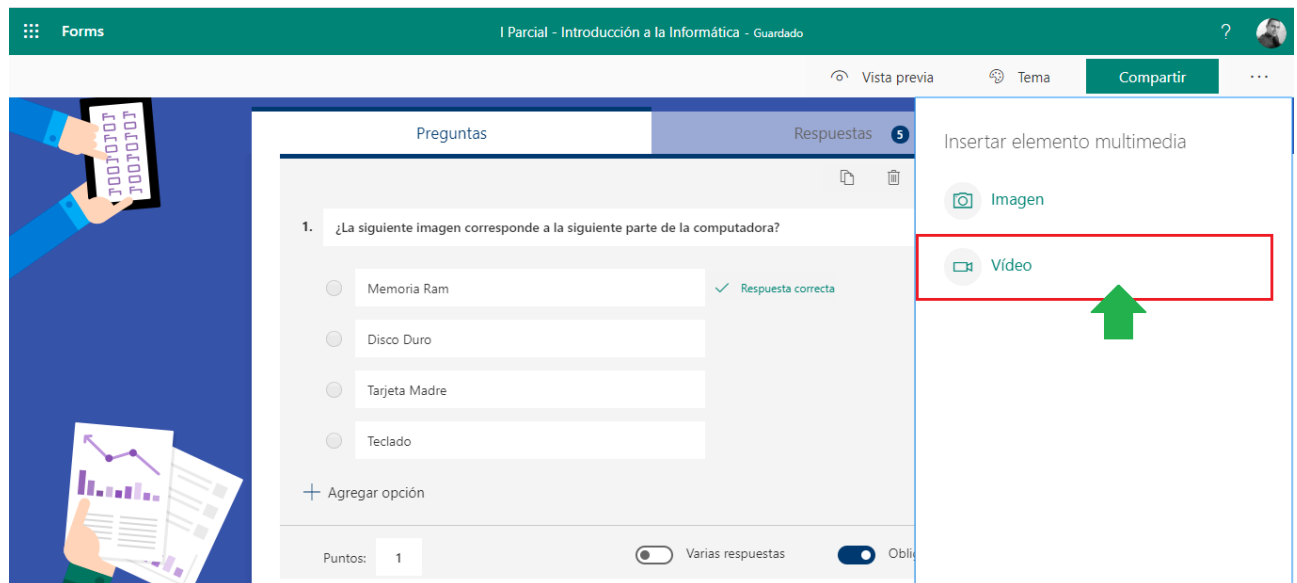 Forms
I Parcial - Introducción a la Informática - Guardado
?
Vista previa
Tema
Compartir
...
Preguntas
Respuestas 5
1. ¿La siguiente imagen corresponde a la siguiente parte de la computadora?
Memoria Ram
Respuesta correcta
Disco Duro
Tarjeta Madre
Teclado
Agregar opción
Puntos: 1
Varias respuestas
Insertar elemento multimedia
Imagen
Vídeo